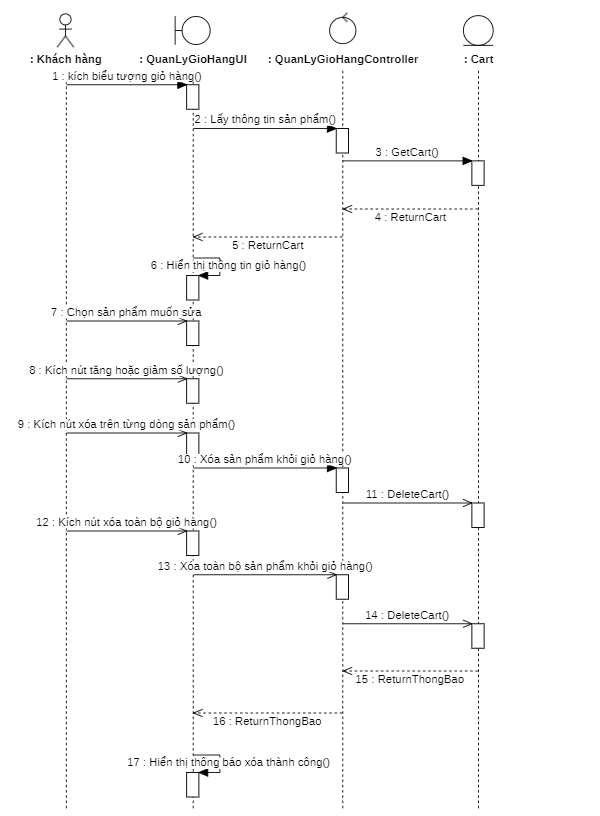 : Khách hàng : QuanLyGioHangUI : QuanLyGioHangController : Cart
1 : kích biểu tượng giỏ hàng()
2 : Lấy thông tin sản phẩm()
3 : GetCart()
4 : ReturnCart
5 : ReturnCart
6 : Hiển thị thông tin giỏ hàng()
7 : Chọn sản phẩm muốn sửa
8 : Kích nút tăng hoặc giảm số lượng()
9 : Kích nút xóa trên từng dòng sản phẩm()
10 : Xóa sản phẩm khỏi giỏ hàng()
11 : DeleteCart()
12 : Kích nút xóa toàn bộ giỏ hàng()
13 : Xóa toàn bộ sản phẩm khỏi giỏ hàng()
14 : DeleteCart()
15 : ReturnThongBao
16 : ReturnThongBao
17 : Hiển thị thông báo xóa thành công()